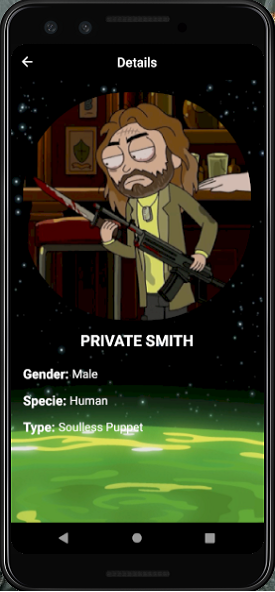 Details
PRIVATE SMITH
Gender: Male
Specie: Human
Type: Soulless Puppet